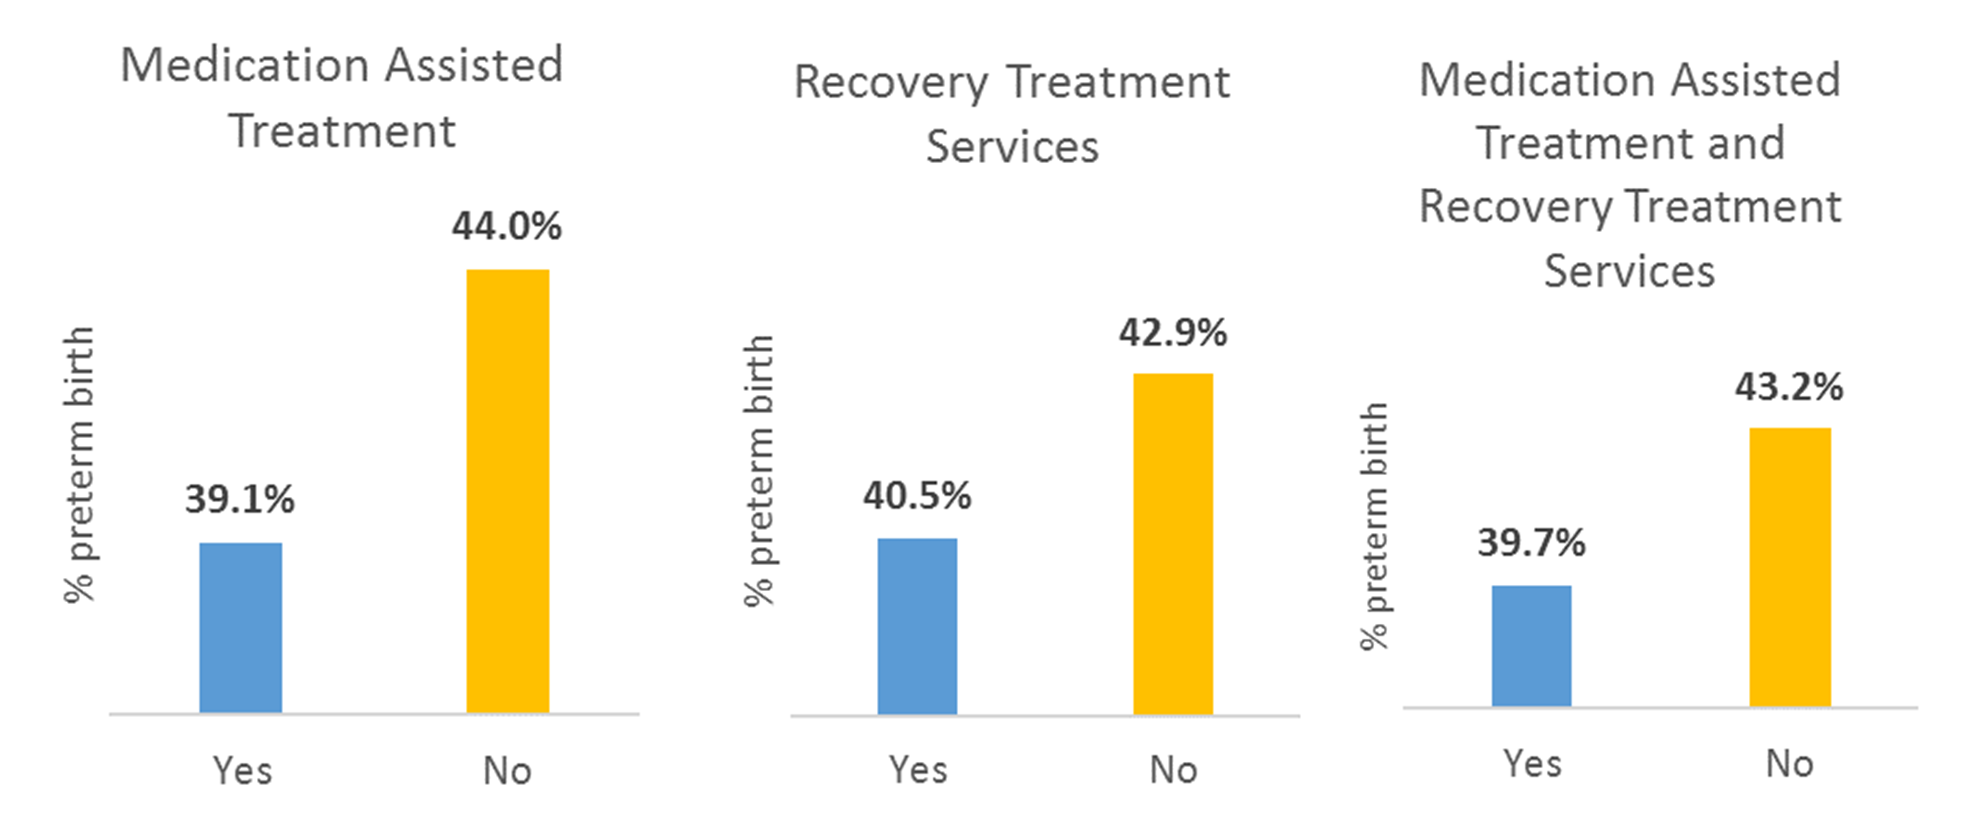 Medication Assisted
Treatment
% preterm birth
44.0%
39.1%
Yes
No
Recovery Treatment
Services
% preterm birth
42.9%
40.5%
Yes
No
Medication Assisted
Treatment and
Recovery Treatment
Services
% preterm birth
43.2%
39.7%
Yes
No